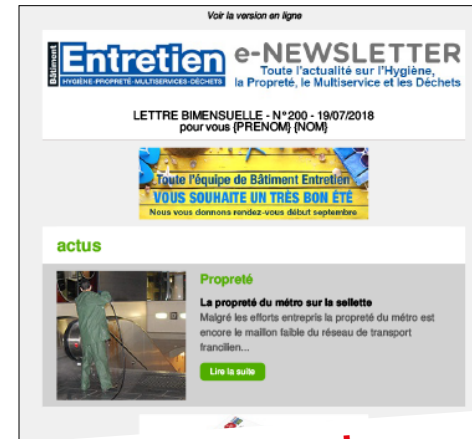 Voir la version en ligne
Bâtiment
Entretien
HYGIÈNE-PROPRETÉ-MULTISERVICES-DÉCHETS
e-NEWSLETTER
Toute l'actualité sur l'Hygiène,
la Propreté, le Multiservice et les Déchets
LETTRE BIMENSUELLE - N°200 - 19/07/2018
pour vous {PRENOM} {NOM}
Toute l'équipe de Bâtiment Entretien
VOUS SOUHAITE UN TRÈS BON ÉTÉ
Nous vous donnons rendez-vous début septembre
actus
Propreté
La propreté du métro sur la sellette
Malgré les efforts entrepris la propreté du métro est
encore le maillon faible du réseau de transport
francilien...
Lire la suite